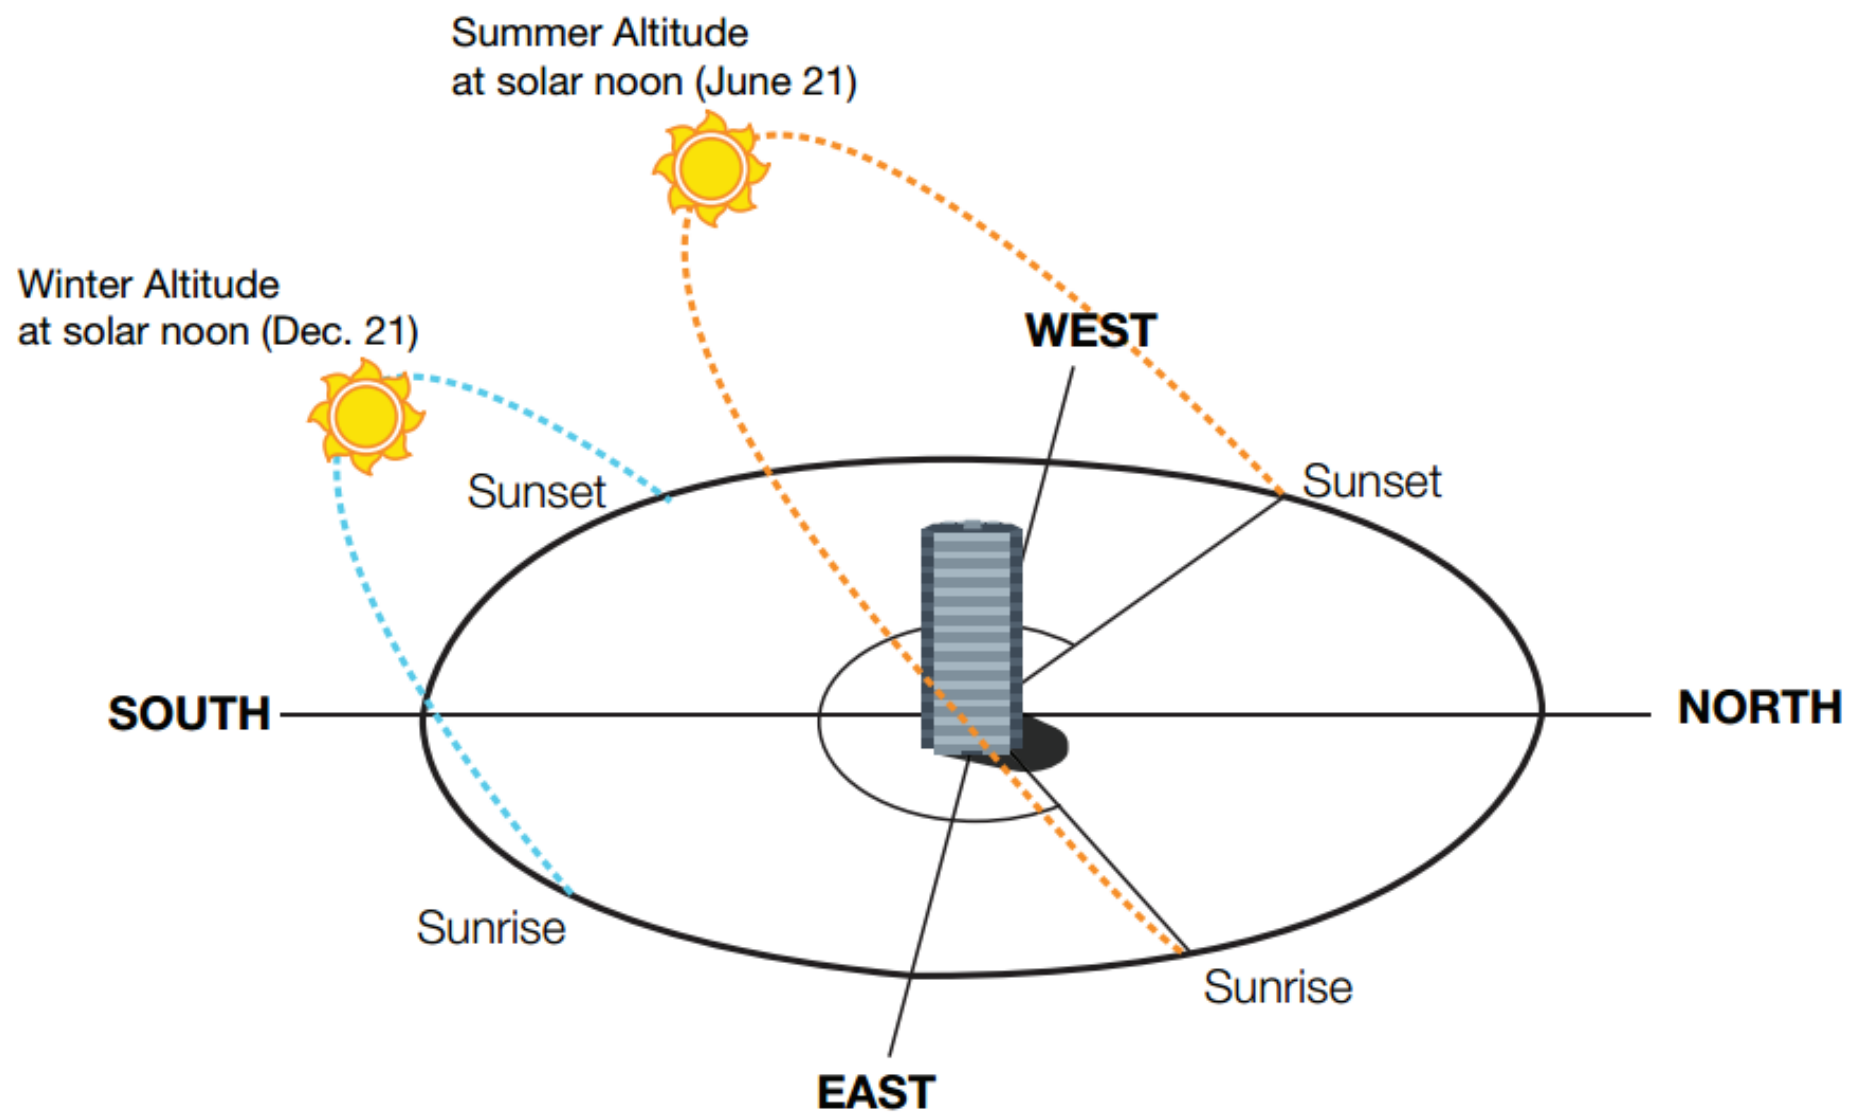 Summer Altitude
at solar noon (June 21)
Winter Altitude
at solar noon (Dec. 21)
WEST
Sunset
Sunset
SOUTH
NORTH
Sunrise
Sunrise
EAST